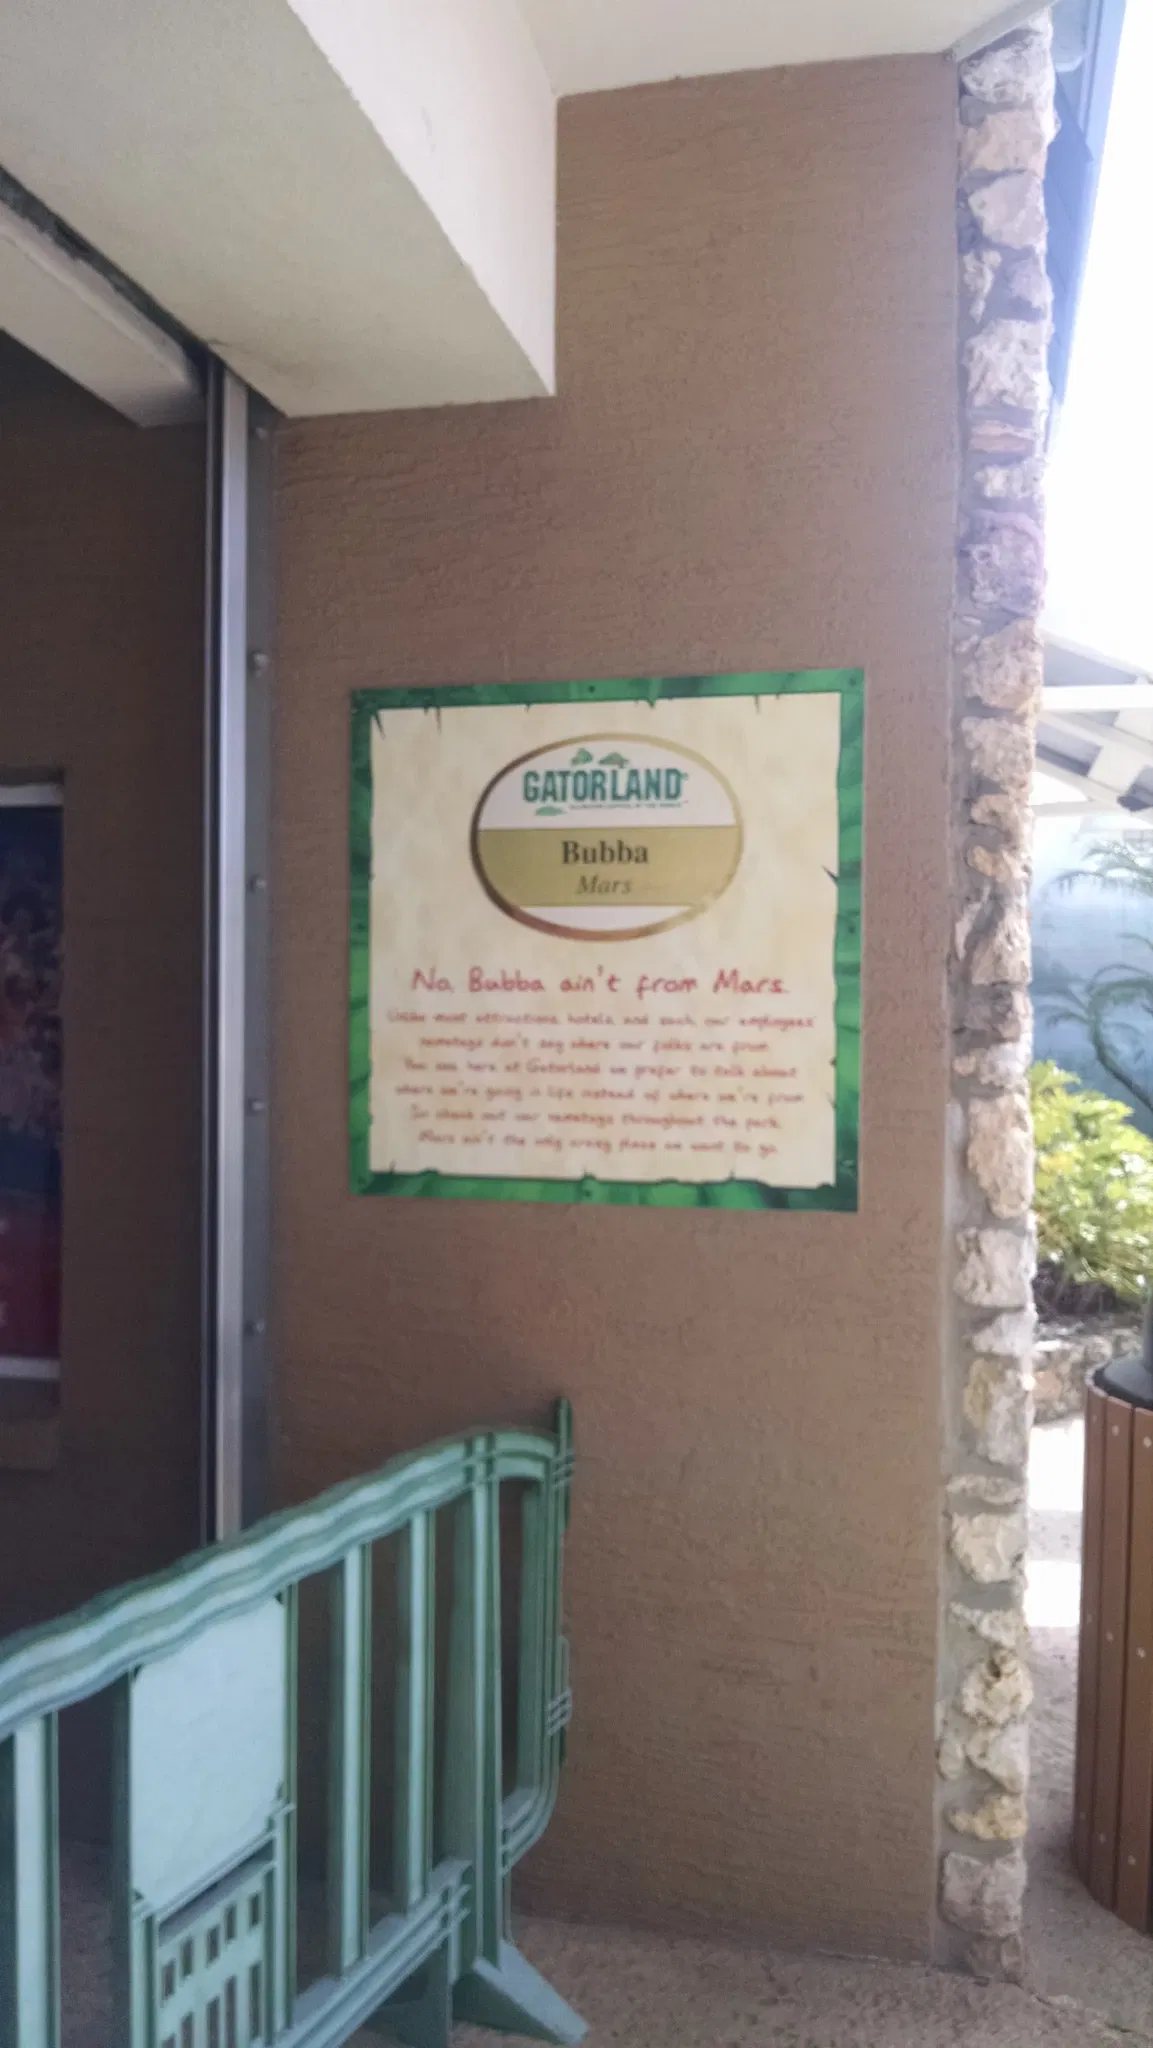 GATORLAND
Bubba
Mars
No, Bubba ain't from Mars.
Unlike most attractions, hotels, and such, our employees'
nametags don't say where our folks are from.
You see, here at Gatorland we prefer to talk about
where we're going in life instead of where we're from.
So check out our nametags throughout the park.
Mars ain't the only crazy place we want to go.